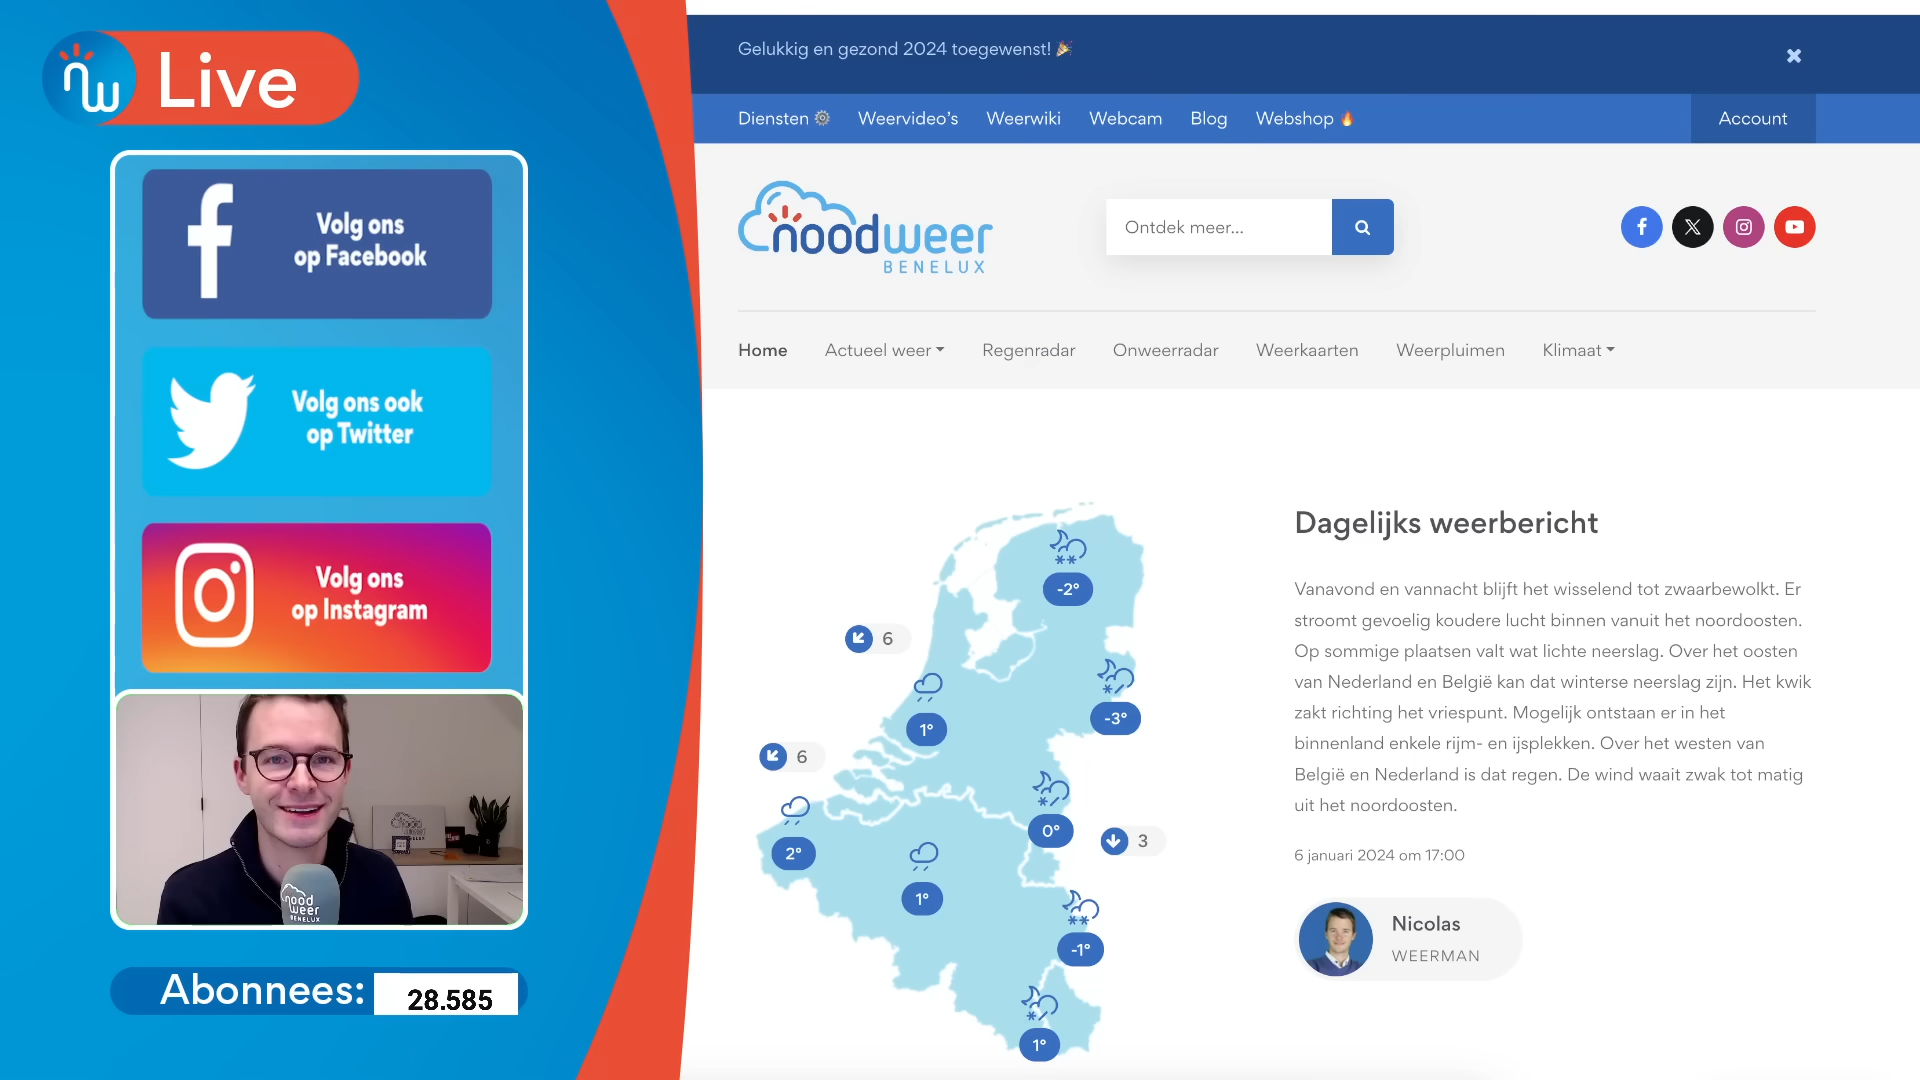 nw Live
Volg ons
op Facebook
Volg ons ook
op Twitter
Volg ons
op Instagram
nood
weer
BENELUX
Abonnees: 28.585
Gelukkig en gezond 2024 toegewenst! 🎉
Diensten ⚙️ Weervideo's Weerwiki Webcam Blog Webshop 🔥 Account
noodweer
BENELUX
Ontdek meer...
Home Actueel weer Regenradar Onweerradar Weerkaarten Weerpluimen Klimaat
-2°
6
-3°
1°
6
0°
3
2°
1°
-1°
1°
Dagelijks weerbericht
Vanavond en vannacht blijft het wisselend tot zwaarbewolkt. Er
stroomt gevoelig koudere lucht binnen vanuit het noordoosten.
Op sommige plaatsen valt wat lichte neerslag. Over het oosten
van Nederland en België kan dat winterse neerslag zijn. Het kwik
zakt richting het vriespunt. Mogelijk ontstaan er in het
binnenland enkele rijm- en ijsplekken. Over het westen van
België en Nederland is dat regen. De wind waait zwak tot matig
uit het noordoosten.
6 januari 2024 om 17:00
Nicolas
WEERMAN